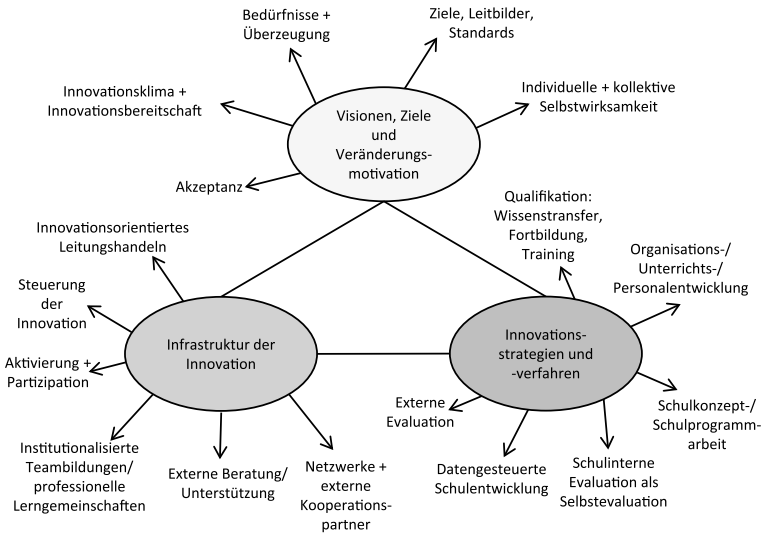 Bedürfnisse +
Überzeugung
Ziele, Leitbilder,
Standards
Innovationsklima +
Innovationsbereitschaft
Individuelle + kollektive
Selbstwirksamkeit
Visionen, Ziele
und
Veränderungs-
motivation
Akzeptanz
Qualifikation:
Wissenstransfer,
Fortbildung,
Training
Innovationsorientiertes
Leitungshandeln
Organisations-/
Unterrichts-/
Personalentwicklung
Steuerung
der
Innovation
Infrastruktur der
Innovation
Innovations-
strategien und
-verfahren
Aktivierung +
Partizipation
Externe
Evaluation
Schulkonzept-/
Schulprogramm-
arbeit
Institutionalisierte
Teambildungen/
professionelle
Lerngemeinschaften
Externe Beratung/
Unterstützung
Netzwerke +
externe
Kooperations-
partner
Datengesteuerte
Schulentwicklung
Schulinterne
Evaluation als
Selbstevaluation